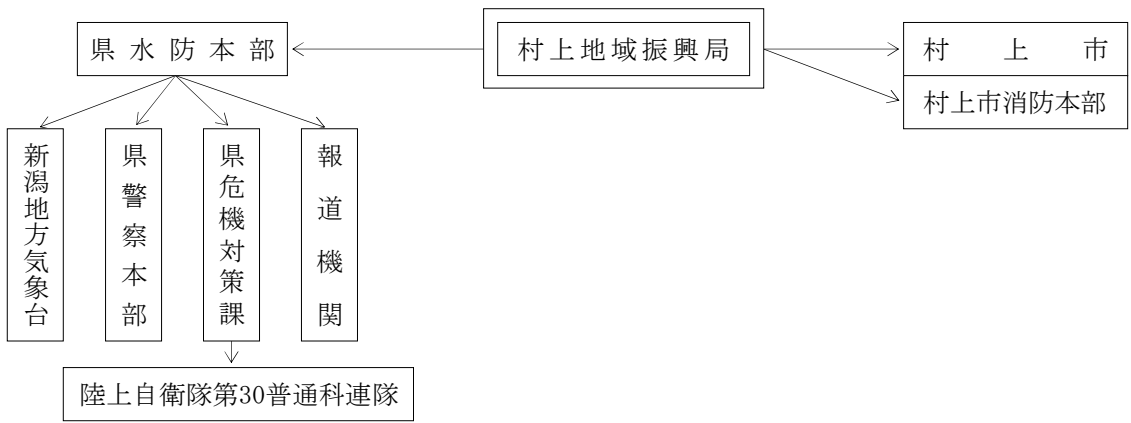 県水防本部
村上地域振興局
村上市
村上市消防本部
新潟地方気象台
県警察本部
県危機対策課
報道機関
陸上自衛隊第30普通科連隊